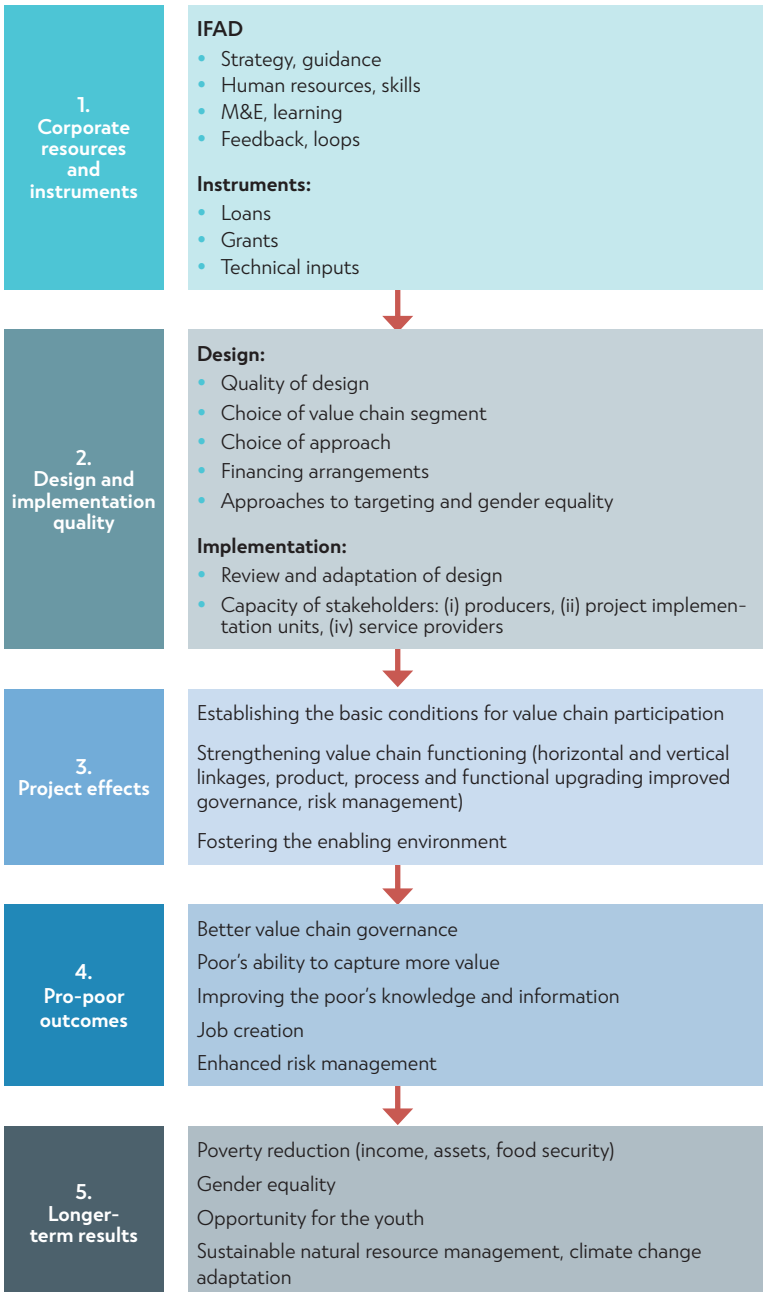 1.
Corporate
resources
and
instruments
IFAD
• Strategy, guidance
• Human resources, skills
• M&E, learning
• Feedback, loops
Instruments:
• Loans
• Grants
• Technical inputs
2.
Design and
implementation
quality
Design:
• Quality of design
• Choice of value chain segment
• Choice of approach
• Financing arrangements
• Approaches to targeting and gender equality
Implementation:
• Review and adaptation of design
• Capacity of stakeholders: (i) producers, (ii) project implemen-
tation units, (iv) service providers
3.
Project effects
Establishing the basic conditions for value chain participation
Strengthening value chain functioning (horizontal and vertical
linkages, product, process and functional upgrading improved
governance, risk management)
Fostering the enabling environment
4.
Pro-poor
outcomes
Better value chain governance
Poor's ability to capture more value
Improving the poor's knowledge and information
Job creation
Enhanced risk management
5.
Longer-
term results
Poverty reduction (income, assets, food security)
Gender equality
Opportunity for the youth
Sustainable natural resource management, climate change
adaptation